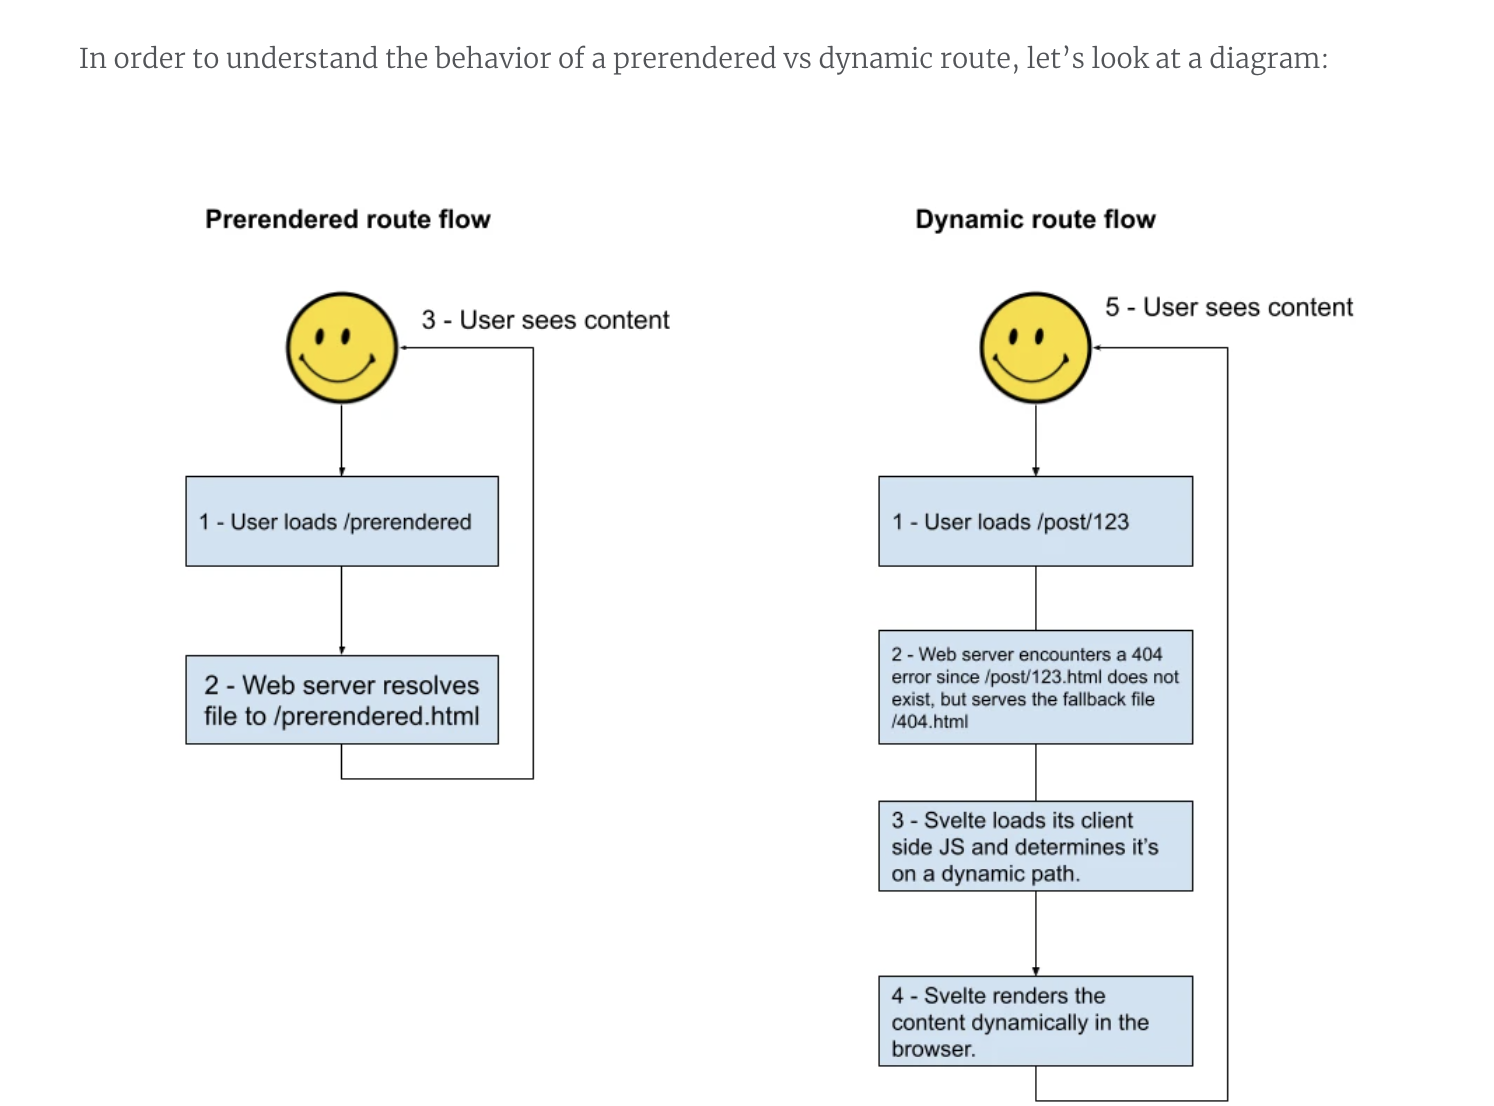 In order to understand the behavior of a prerendered vs dynamic route, let’s look at a diagram:
Prerendered route flow
3 - User sees content
1 - User loads /prerendered
2 - Web server resolves
file to /prerendered.html
Dynamic route flow
5 - User sees content
1 - User loads /post/123
2 - Web server encounters a 404
error since /post/123.html does not
exist, but serves the fallback file
/404.html
3 - Svelte loads its client
side JS and determines it’s
on a dynamic path.
4 - Svelte renders the
content dynamically in the
browser.